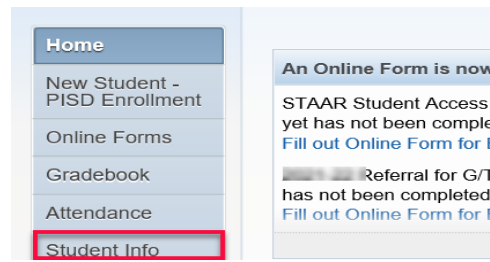 Home
New Student -
PISD Enrollment
Online Forms
Gradebook
Attendance
Student Info
An Online Form is now
STAAR Student Access
yet has not been comple
Fill out Online Form for
Referral for G/T
has not been completed
Fill out Online Form for